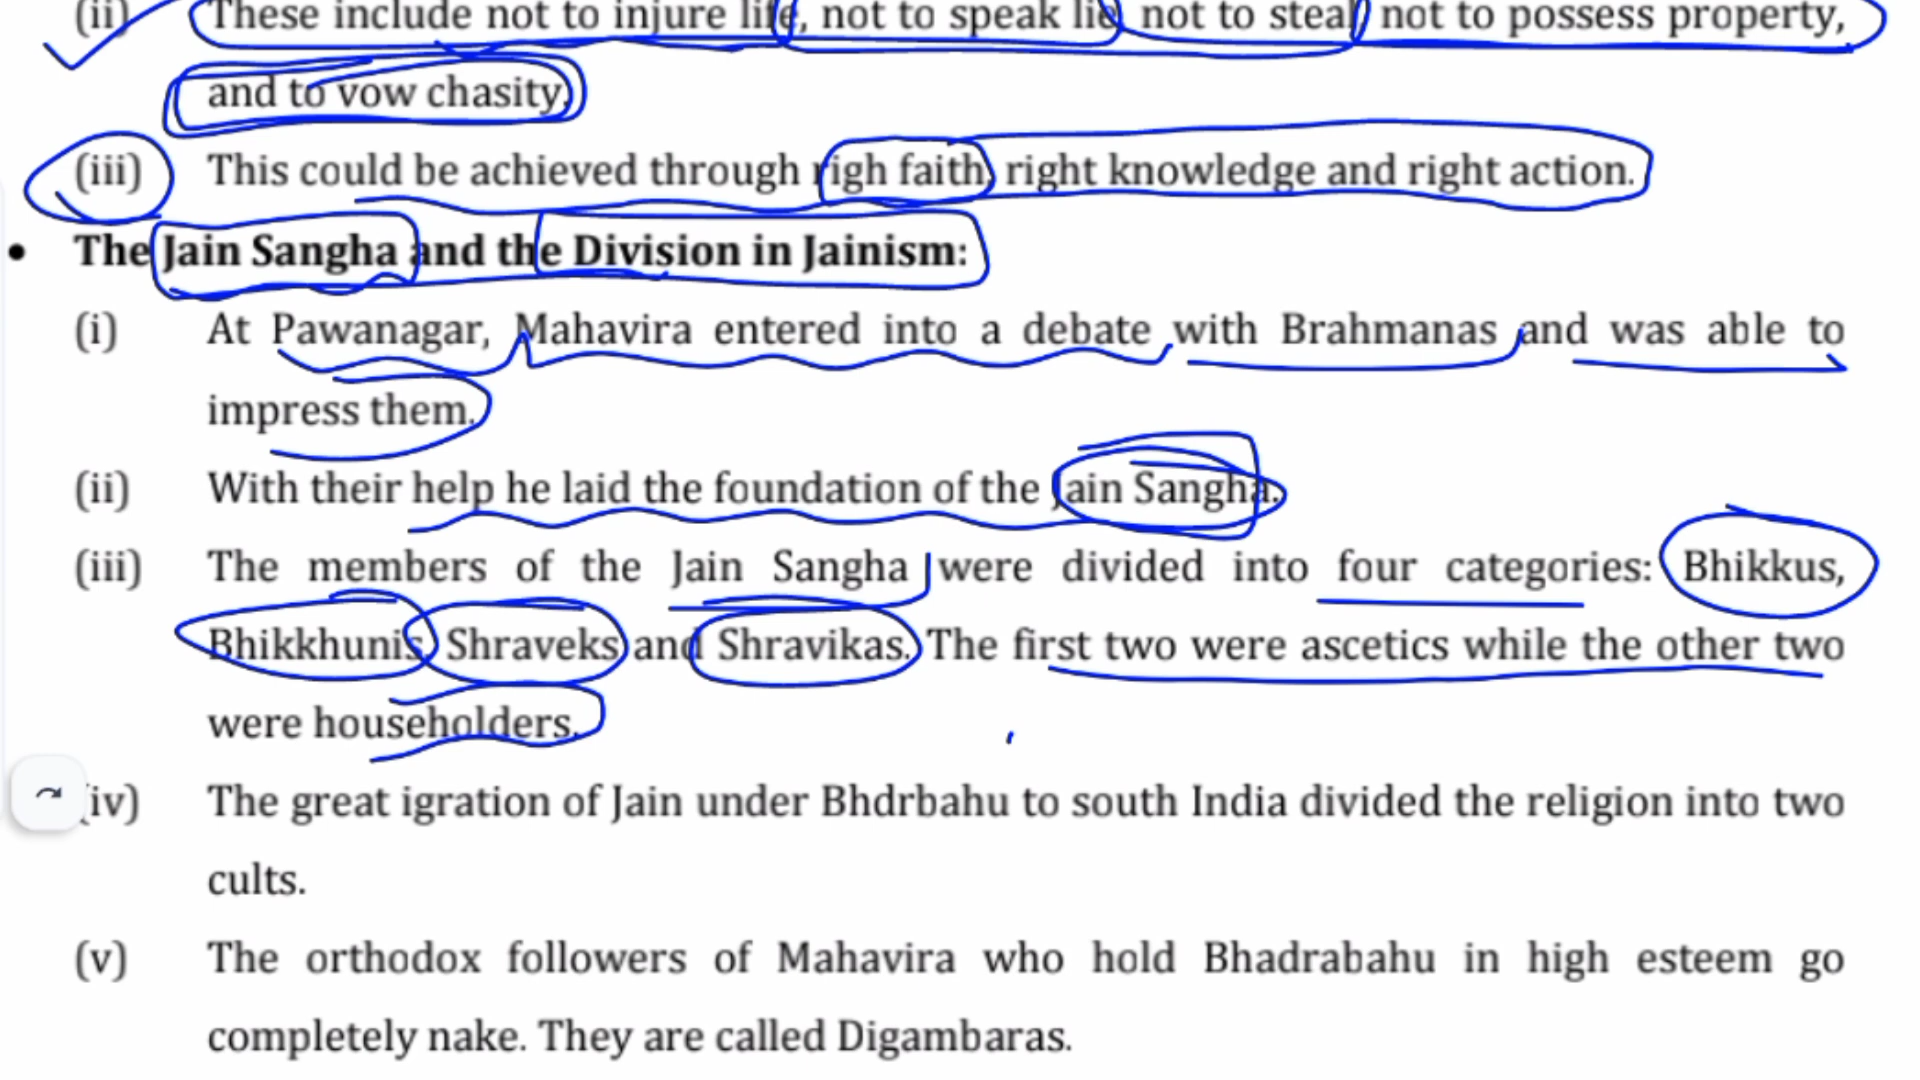 (ii) These include not to injure life, not to speak lie, not to steal, not to possess property,
and to vow chasity.
(iii) This could be achieved through righ faith, right knowledge and right action.
• The Jain Sangha and the Division in Jainism:
(i) At Pawanagar, Mahavira entered into a debate with Brahmanas and was able to
impress them.
(ii) With their help he laid the foundation of the Jain Sangha.
(iii) The members of the Jain Sangha were divided into four categories: Bhikkus,
Bhikkhunis, Shraveks and Shravikas. The first two were ascetics while the other two
were householders.
(iv) The great igration of Jain under Bhdrbahu to south India divided the religion into two
cults.
(v) The orthodox followers of Mahavira who hold Bhadrabahu in high esteem go
completely nake. They are called Digambaras.